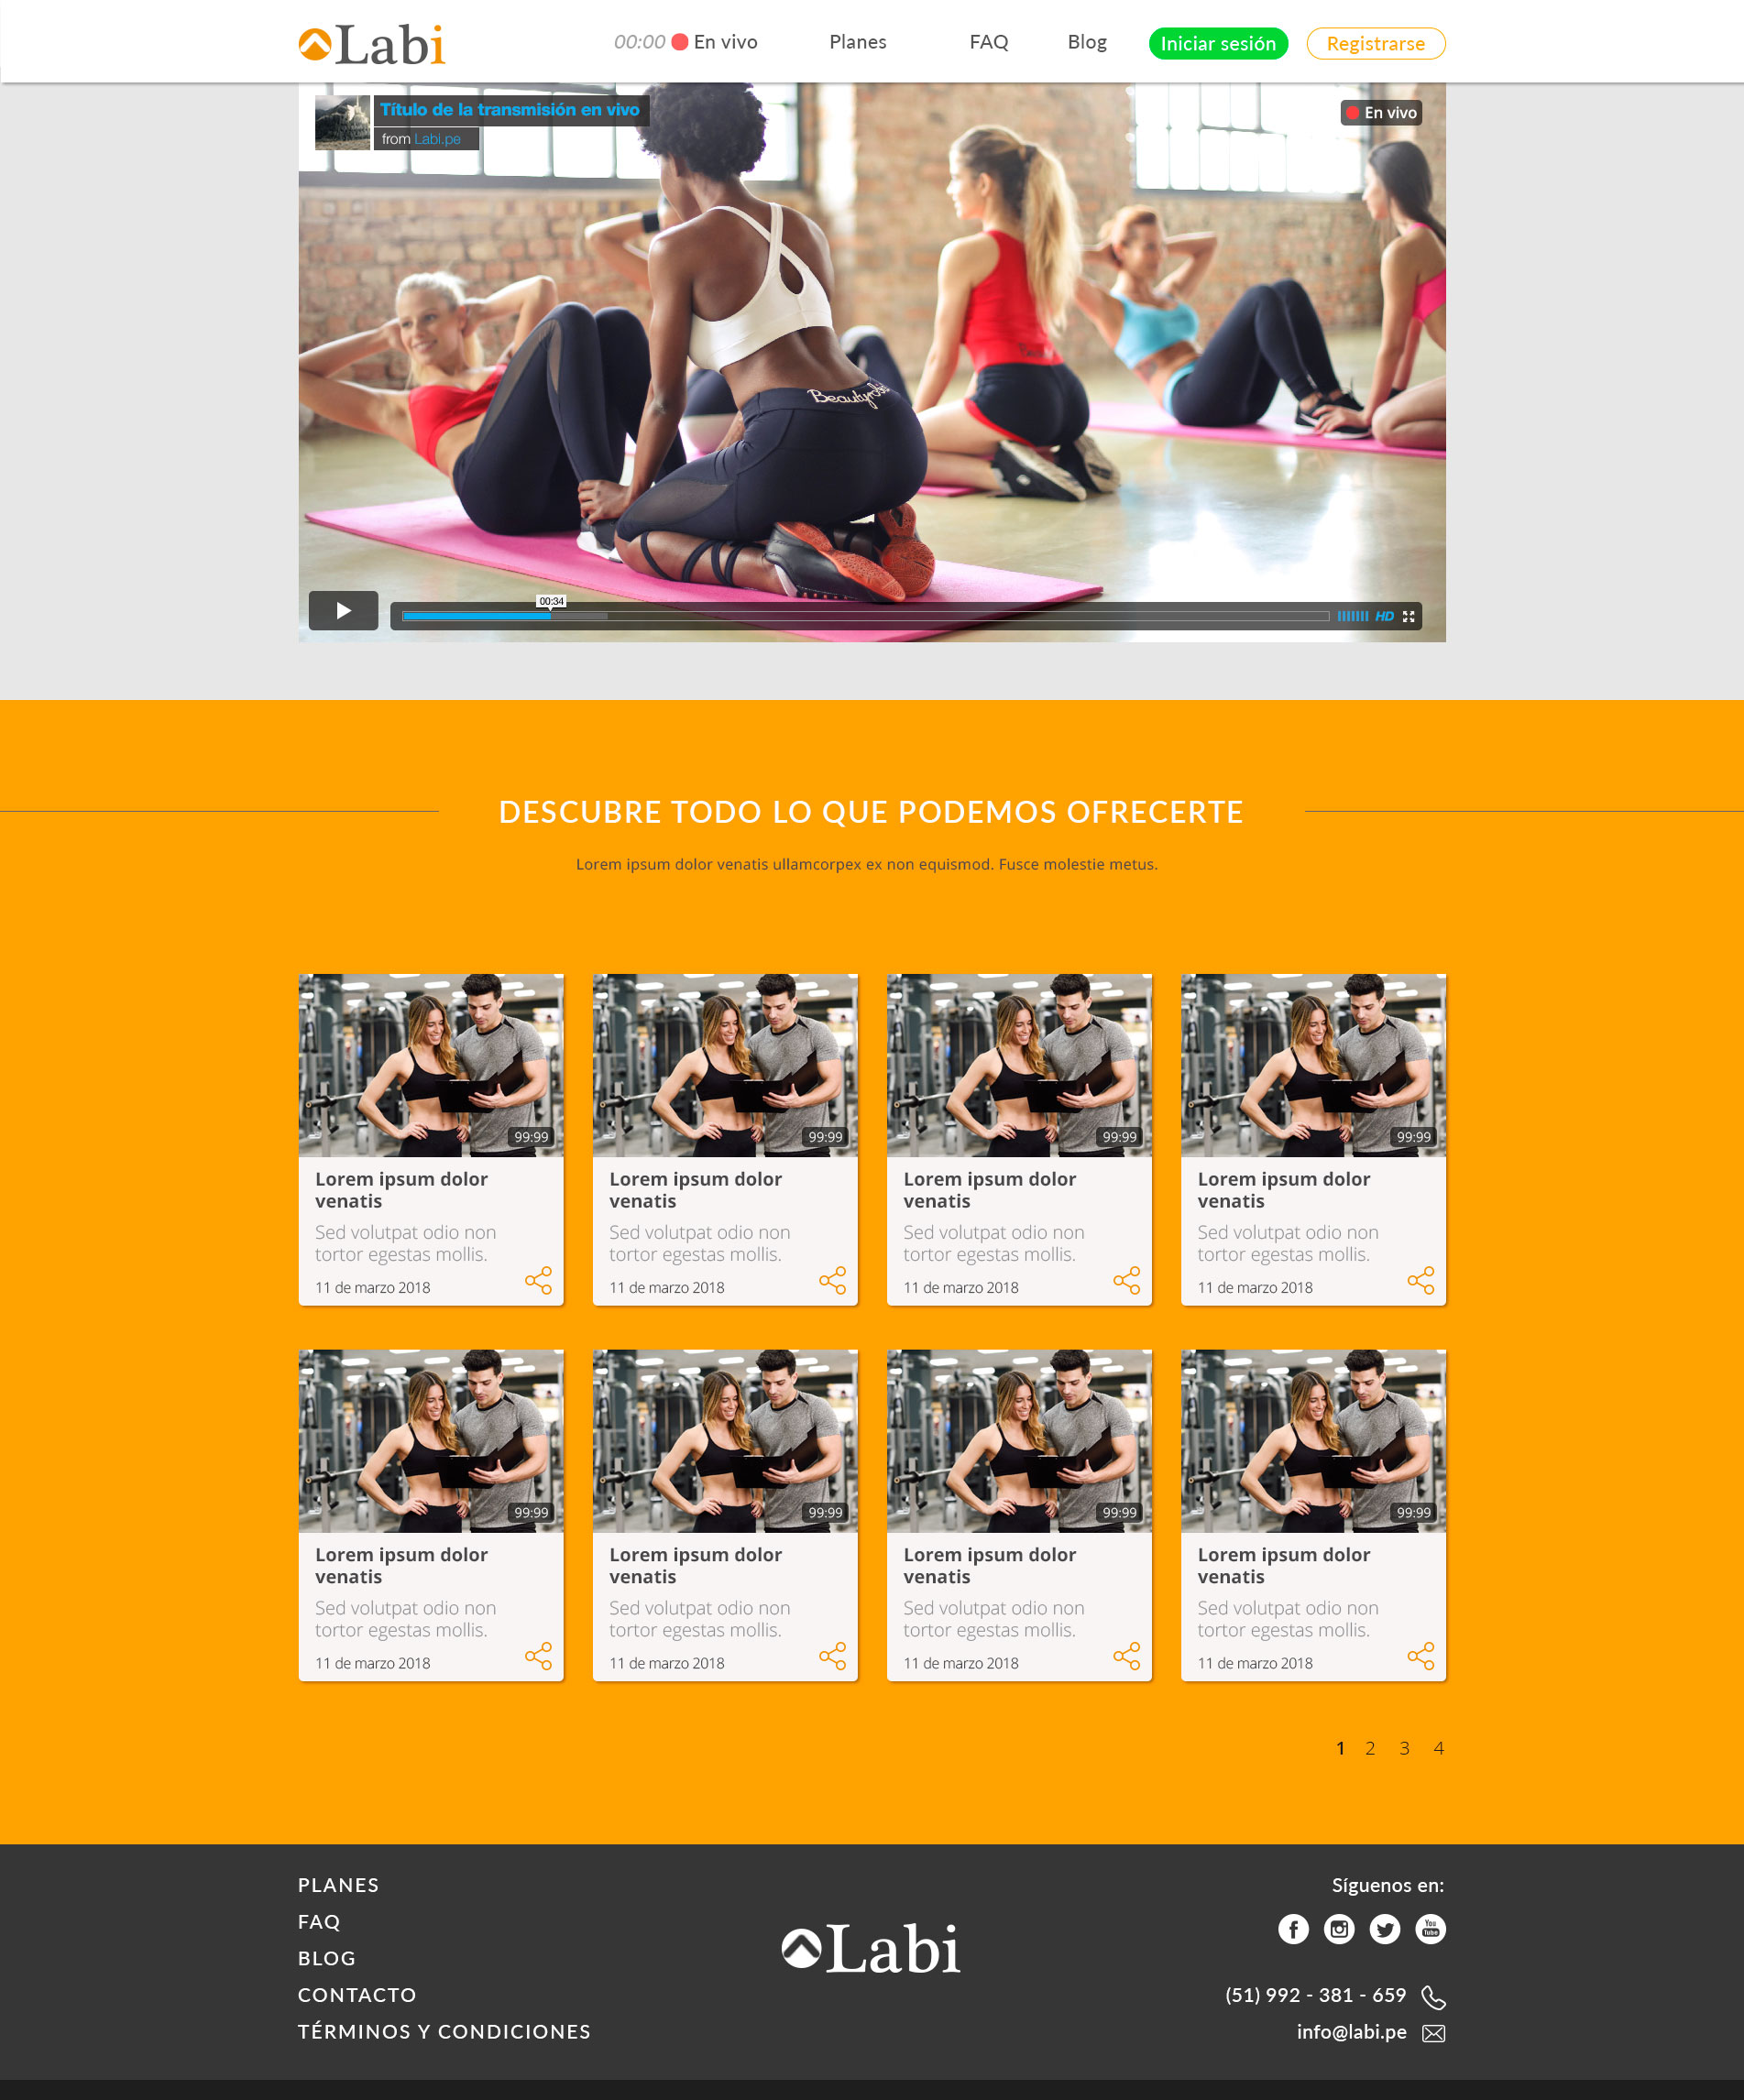 Labi
00:00 En vivo
Planes
FAQ
Blog
Iniciar sesión
Registrarse
Título de la transmisión en vivo
from Labi.pe
En vivo
00:34
HD
DESCUBRE TODO LO QUE PODEMOS OFRECERTE
Lorem ipsum dolor venatis ullamcorpex ex non equismod. Fusce molestie metus.
99:99
Lorem ipsum dolor
venatis
Sed volutpat odio non
tortor egestas mollis.
11 de marzo 2018
99:99
Lorem ipsum dolor
venatis
Sed volutpat odio non
tortor egestas mollis.
11 de marzo 2018
99:99
Lorem ipsum dolor
venatis
Sed volutpat odio non
tortor egestas mollis.
11 de marzo 2018
99:99
Lorem ipsum dolor
venatis
Sed volutpat odio non
tortor egestas mollis.
11 de marzo 2018
99:99
Lorem ipsum dolor
venatis
Sed volutpat odio non
tortor egestas mollis.
11 de marzo 2018
99:99
Lorem ipsum dolor
venatis
Sed volutpat odio non
tortor egestas mollis.
11 de marzo 2018
99:99
Lorem ipsum dolor
venatis
Sed volutpat odio non
tortor egestas mollis.
11 de marzo 2018
99:99
Lorem ipsum dolor
venatis
Sed volutpat odio non
tortor egestas mollis.
11 de marzo 2018
1 2 3 4
PLANES
FAQ
BLOG
CONTACTO
TÉRMINOS Y CONDICIONES
Labi
Síguenos en:
You
Tube
(51) 992 - 381 - 659
info@labi.pe